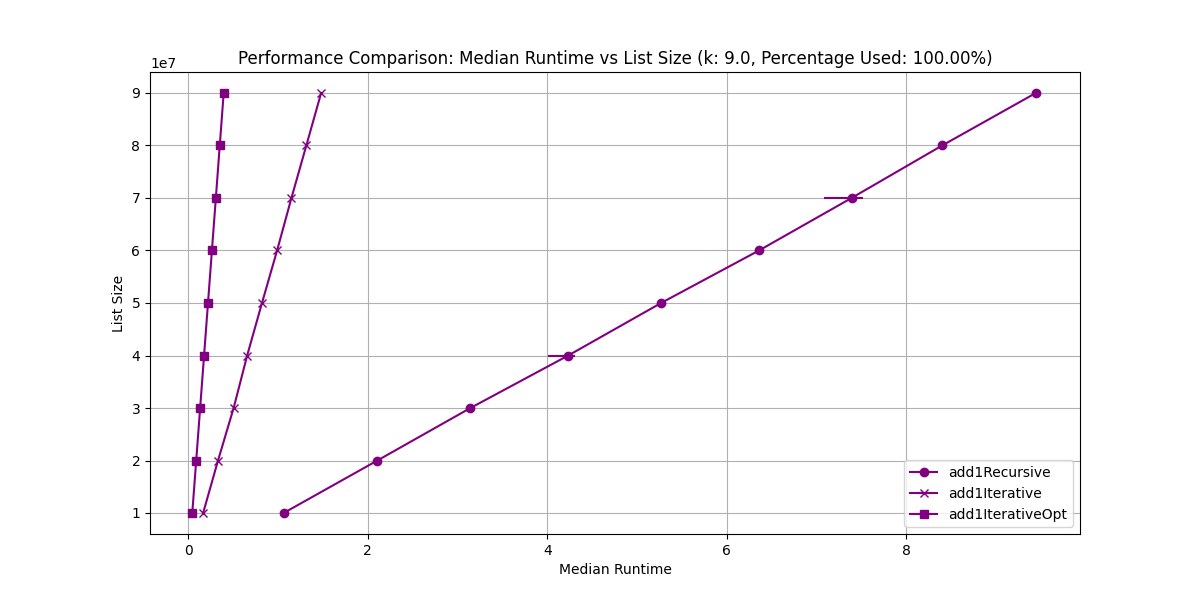 Performance Comparison: Median Runtime vs List Size (k: 9.0, Percentage Used: 100.00%)
1e7
9
8
7
6
5
4
3
2
1
List Size
0 2 4 6 8
Median Runtime
add1Recursive
add1Iterative
add1IterativeOpt